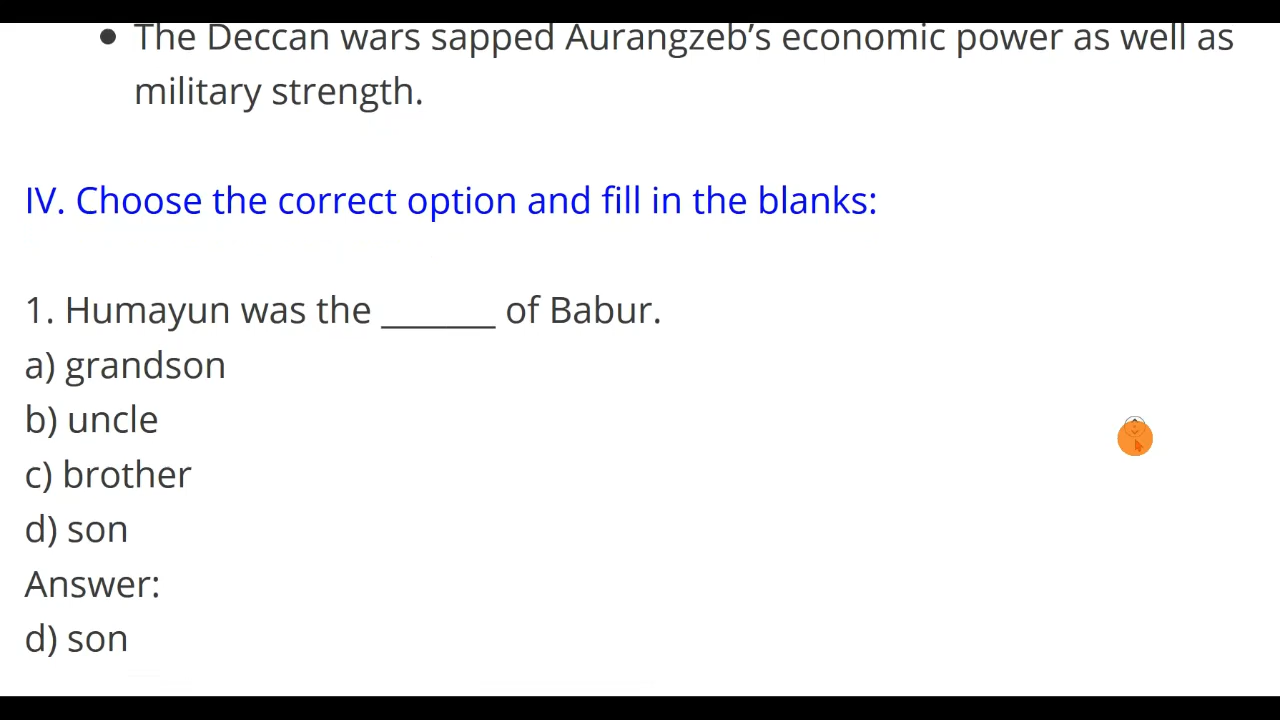 • The Deccan wars sapped Aurangzeb’s economic power as well as
military strength.
IV. Choose the correct option and fill in the blanks:
1. Humayun was the ______ of Babur.
a) grandson
b) uncle
c) brother
d) son
Answer:
d) son